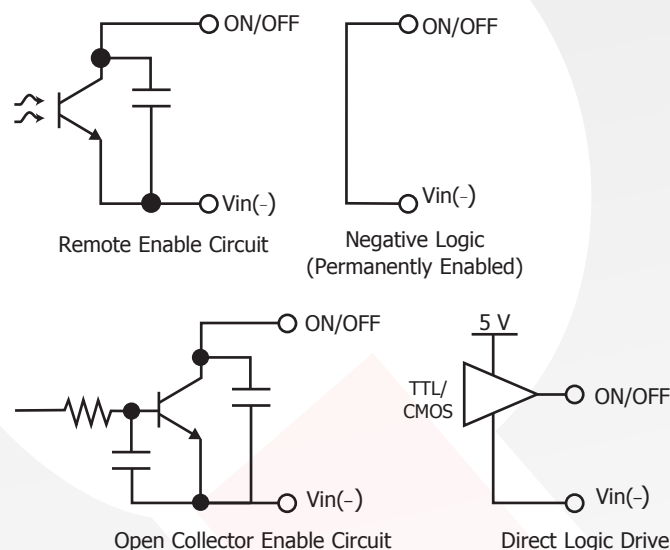 ON/OFF
Vin(–)
Remote Enable Circuit
ON/OFF
Vin(–)
Negative Logic
(Permanently Enabled)
ON/OFF
Vin(–)
Open Collector Enable Circuit
5 V
TTL/
CMOS
ON/OFF
Vin(–)
Direct Logic Drive